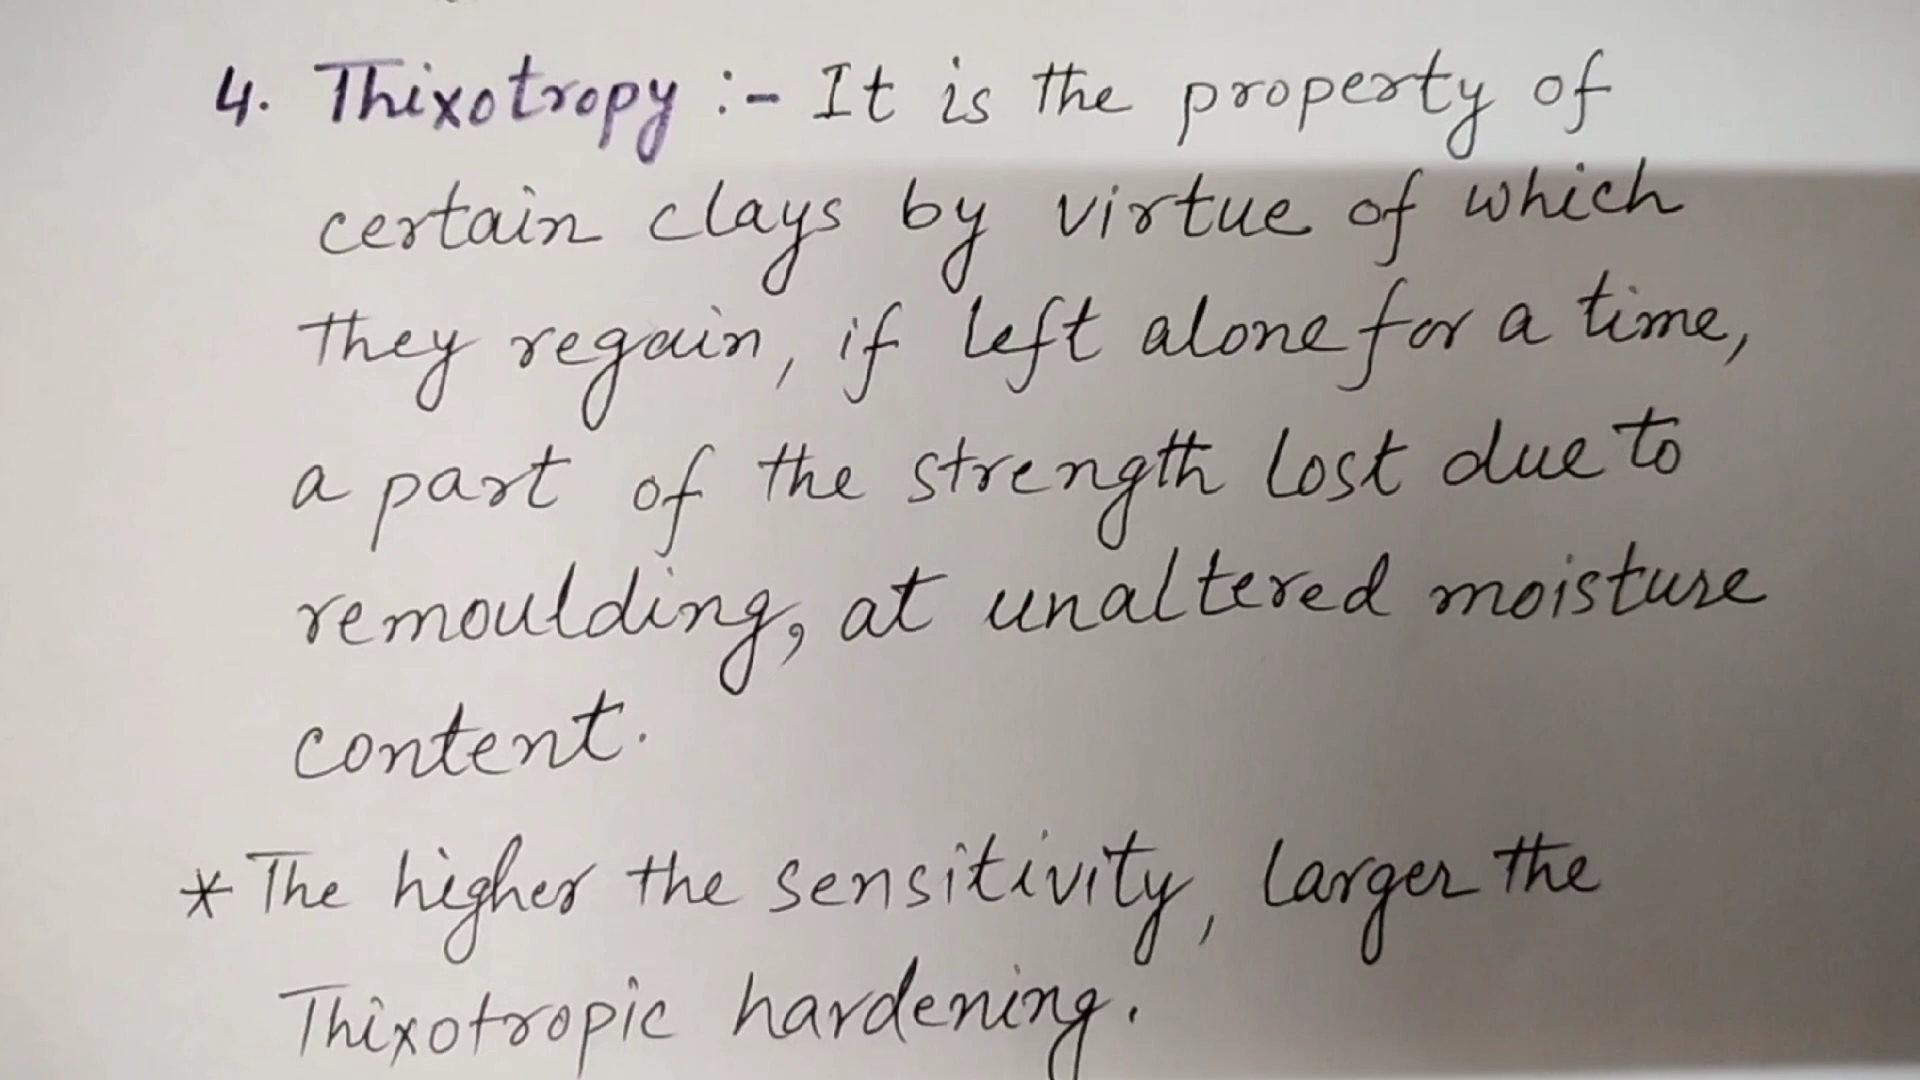 4. Thixotropy :- It is the property of
certain clays by virtue of which
they regain, if left alone for a time,
a part of the strength lost due to
remoulding, at unaltered moisture
content.
* The higher the sensitivity, larger the
Thixotropic hardening.